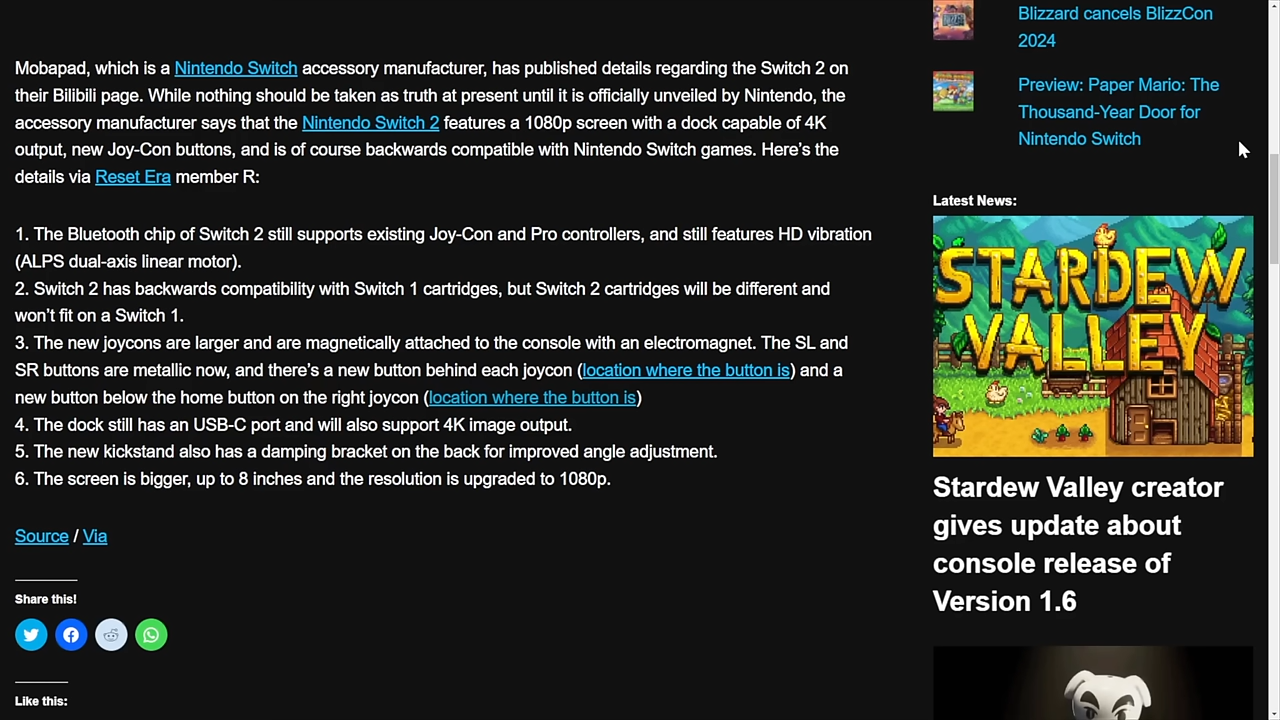 Mobapad, which is a Nintendo Switch accessory manufacturer, has published details regarding the Switch 2 on
their Bilibili page. While nothing should be taken as truth at present until it is officially unveiled by Nintendo, the
accessory manufacturer says that the Nintendo Switch 2 features a 1080p screen with a dock capable of 4K
output, new Joy-Con buttons, and is of course backwards compatible with Nintendo Switch games. Here’s the
details via Reset Era member R:
1. The Bluetooth chip of Switch 2 still supports existing Joy-Con and Pro controllers, and still features HD vibration
(ALPS dual-axis linear motor).
2. Switch 2 has backwards compatibility with Switch 1 cartridges, but Switch 2 cartridges will be different and
won’t fit on a Switch 1.
3. The new joycons are larger and are magnetically attached to the console with an electromagnet. The SL and
SR buttons are metallic now, and there’s a new button behind each joycon (location where the button is) and a
new button below the home button on the right joycon (location where the button is)
4. The dock still has an USB-C port and will also support 4K image output.
5. The new kickstand also has a damping bracket on the back for improved angle adjustment.
6. The screen is bigger, up to 8 inches and the resolution is upgraded to 1080p.
Source / Via
Share this!
Like this:
Blizzard cancels BlizzCon
2024
Preview: Paper Mario: The
Thousand-Year Door for
Nintendo Switch
Latest News:
STARDEW
VALLEY
Stardew Valley creator
gives update about
console release of
Version 1.6